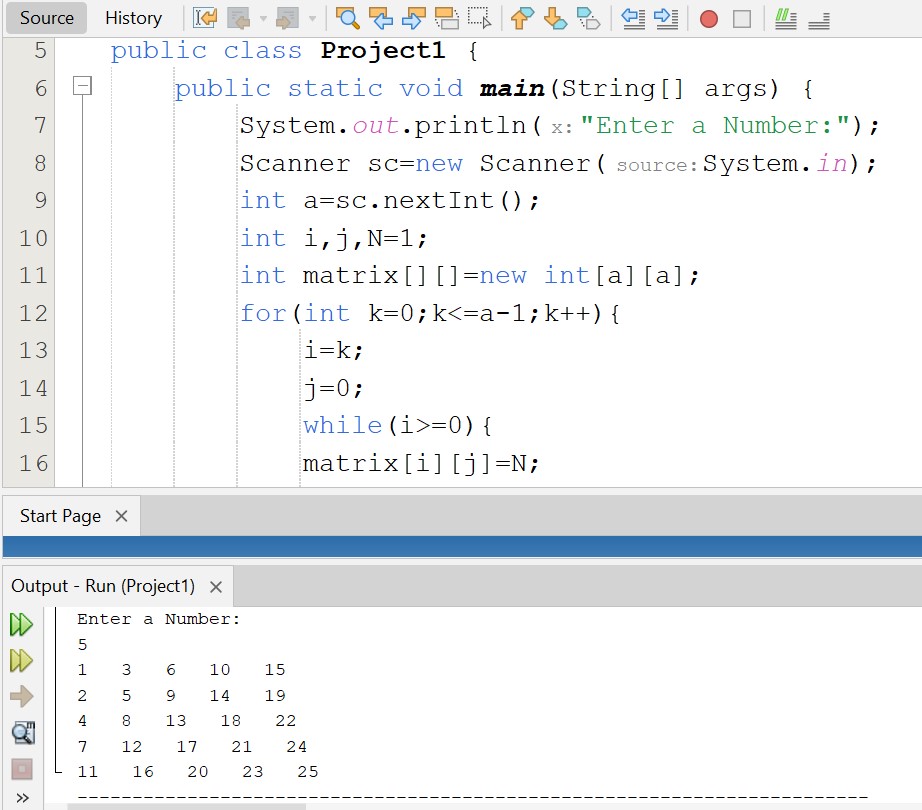 Source History
5 public class Project1 {
6 public static void main(String[] args) {
7 System.out.println( x: "Enter a Number:");
8 Scanner sc=new Scanner( source: System.in);
9 int a=sc.nextInt();
10 int i,j,N=1;
11 int matrix[][]=new int[a][a];
12 for(int k=0;k<=a-1;k++){
13 i=k;
14 j=0;
15 while(i>=0){
16 matrix[i][j]=N;
Start Page ×
Output - Run (Project1) ×
Enter a Number:
5
1 3 6 10 15
2 5 9 14 19
4 8 13 18 22
7 12 17 21 24
11 16 20 23 25
------------------------------------------------------------------------